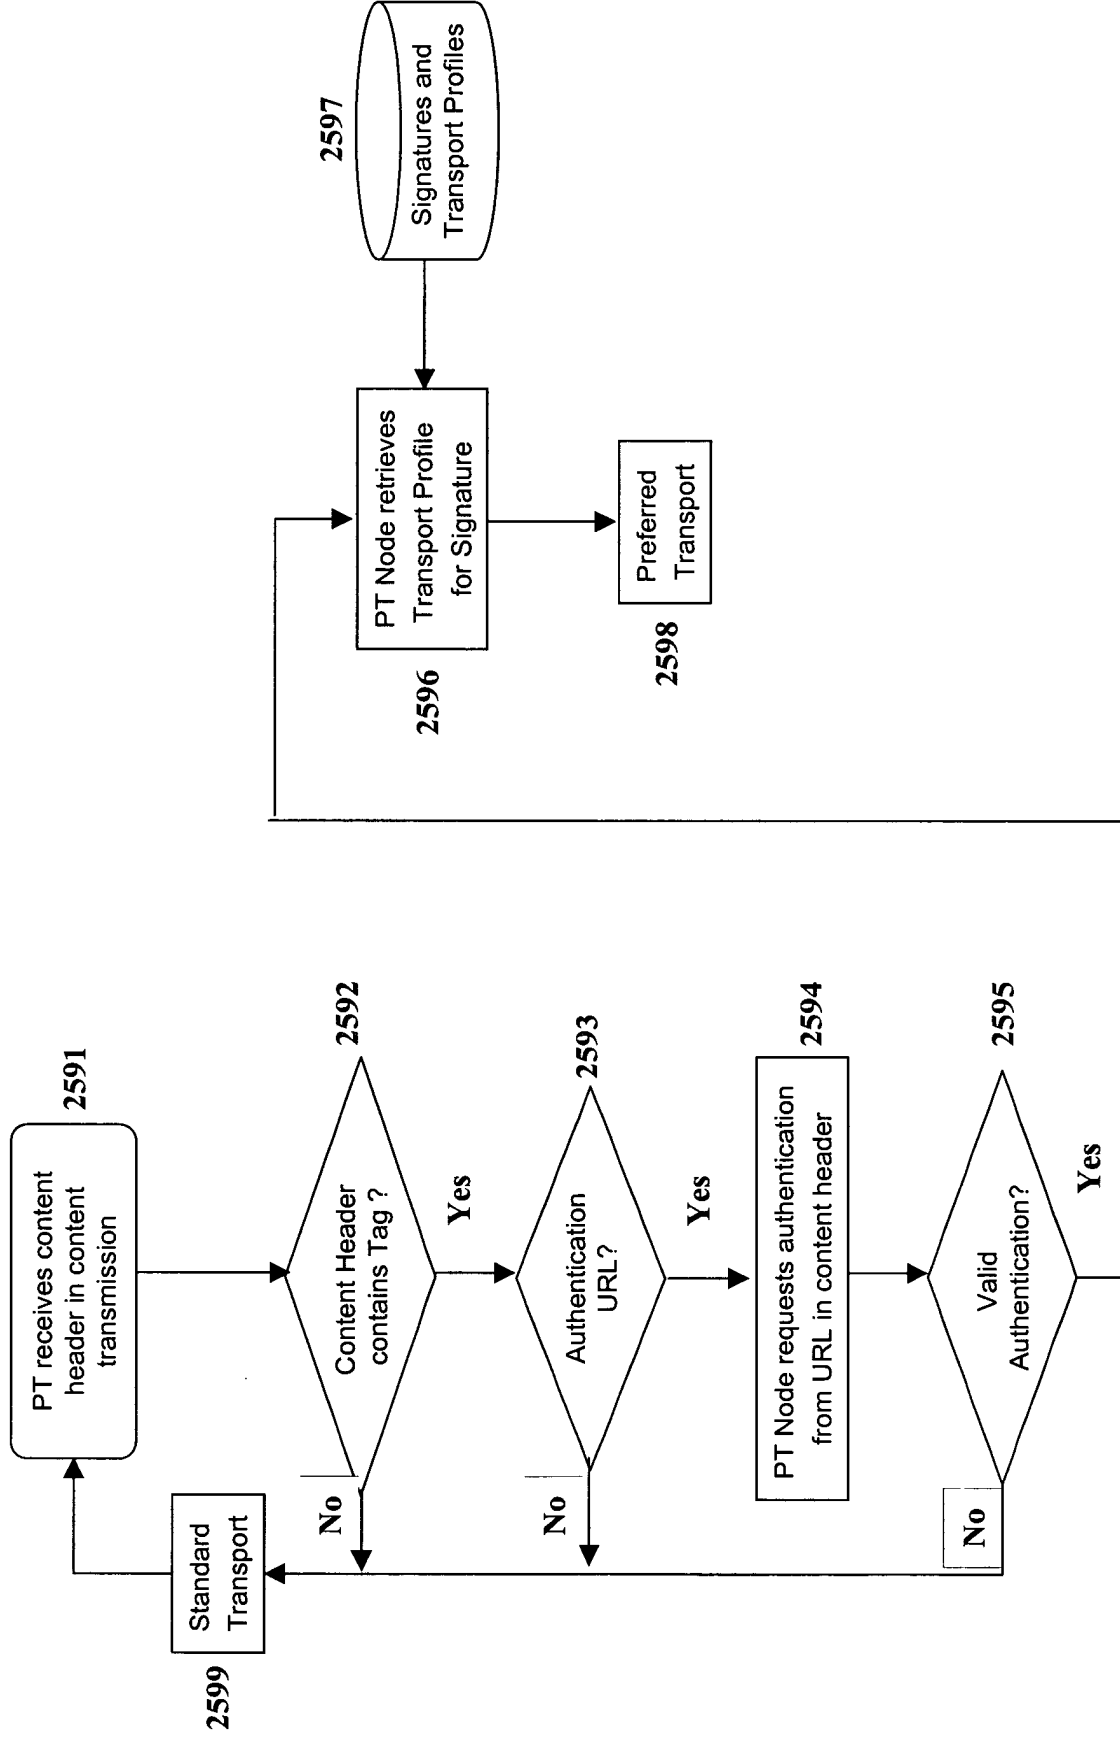 2591
PT receives content
header in content
transmission
2599
Standard
Transport
2592
Content Header
contains Tag ?
No
Yes
2593
Authentication
URL?
No
Yes
2594
PT Node requests authentication
from URL in content header
2595
Valid
Authentication?
No
Yes
2596
PT Node retrieves
Transport Profile
for Signature
2597
Signatures and
Transport Profiles
2598
Preferred
Transport